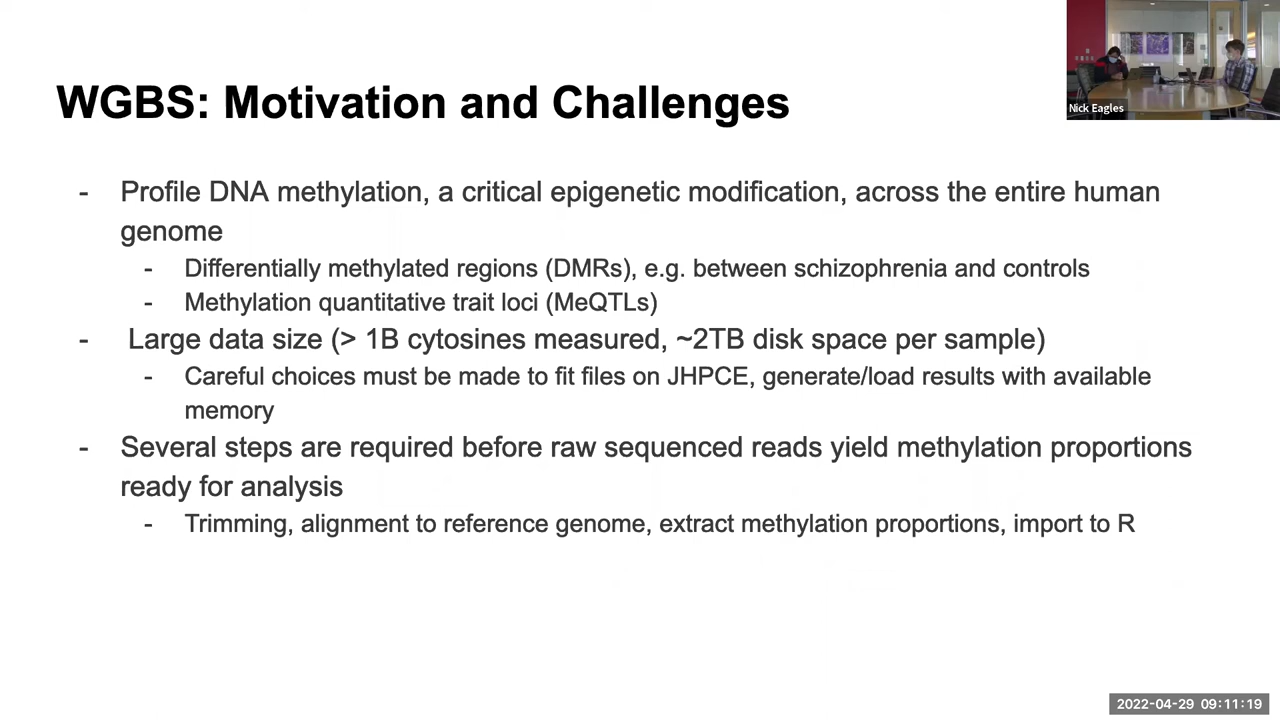 WGBS: Motivation and Challenges
Nick Eagles
- Profile DNA methylation, a critical epigenetic modification, across the entire human
genome
- Differentially methylated regions (DMRs), e.g. between schizophrenia and controls
- Methylation quantitative trait loci (MeQTLs)
- Large data size (> 1B cytosines measured, ~2TB disk space per sample)
- Careful choices must be made to fit files on JHPCE, generate/load results with available
memory
- Several steps are required before raw sequenced reads yield methylation proportions
ready for analysis
- Trimming, alignment to reference genome, extract methylation proportions, import to R
2022-04-29 09:11:19